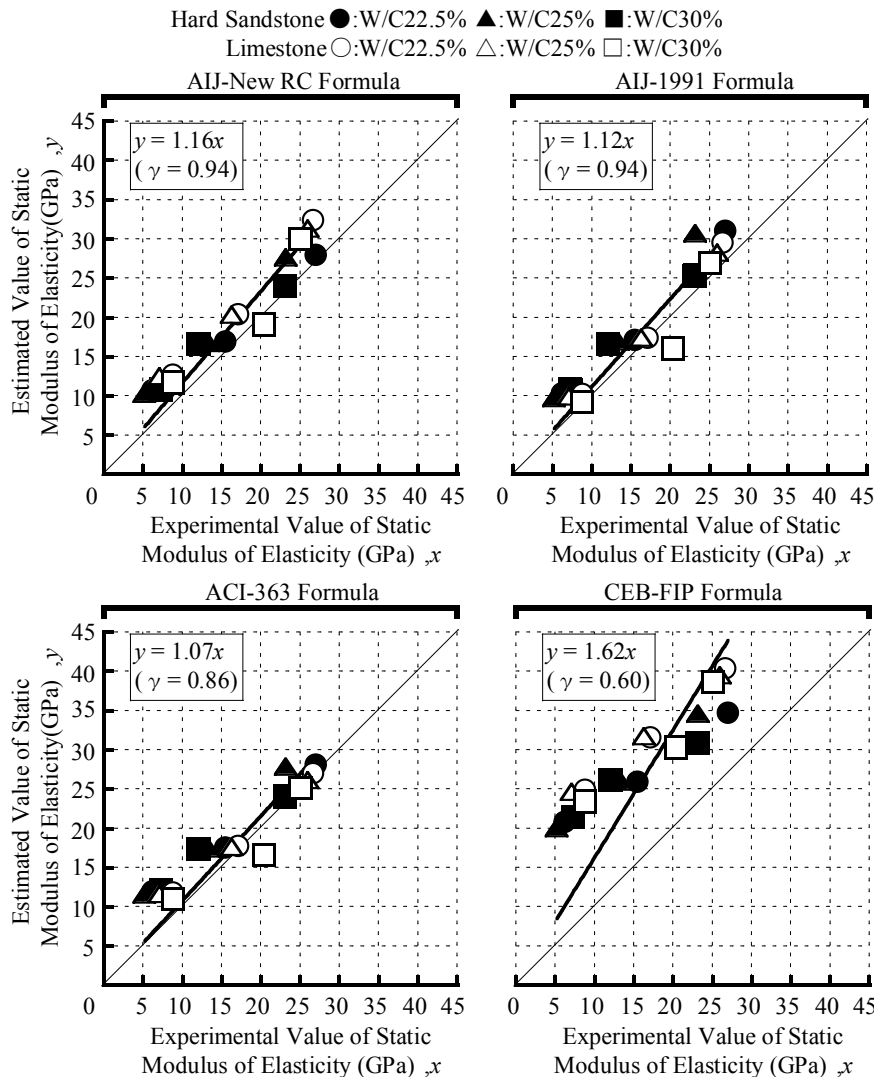 Hard Sandstone ●:W/C22.5% ▲:W/C25% ■:W/C30%
Limestone ○:W/C22.5% △:W/C25% □:W/C30%
AIJ-New RC Formula
45
40
35
30
25
20
15
10
5
0
5 10 15 20 25 30 35 40 45
y = 1.16x
( γ = 0.94)
Estimated Value of Static
Modulus of Elasticity(GPa) ,y
Experimental Value of Static
Modulus of Elasticity (GPa) ,x
AIJ-1991 Formula
y = 1.12x
( γ = 0.94)
0
5 10 15 20 25 30 35 40 45
Experimental Value of Static
Modulus of Elasticity (GPa) ,x
ACI-363 Formula
45
40
35
30
25
20
15
10
5
0
5 10 15 20 25 30 35 40 45
y = 1.07x
( γ = 0.86)
Estimated Value of Static
Modulus of Elasticity(GPa) ,y
Experimental Value of Static
Modulus of Elasticity (GPa) ,x
CEB-FIP Formula
y = 1.62x
( γ = 0.60)
0
5 10 15 20 25 30 35 40 45
Experimental Value of Static
Modulus of Elasticity (GPa) ,x